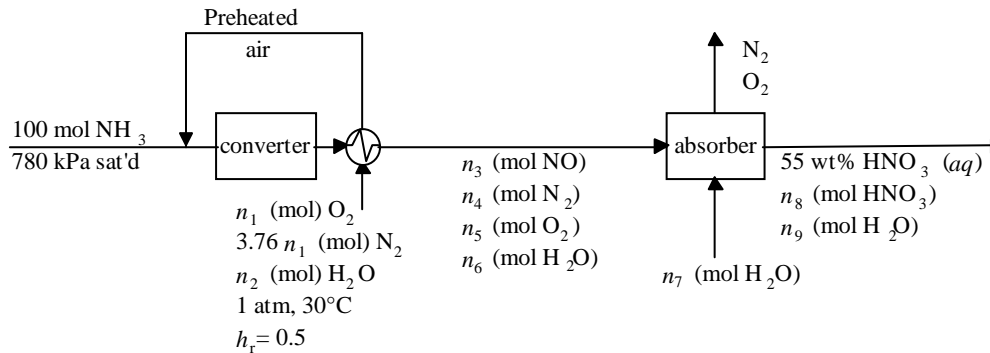 Preheated
air
N2
O2
100 mol NH3
780 kPa sat'd
converter
absorber
n1 (mol) O2
3.76 n1 (mol) N2
n2 (mol) H2O
1 atm, 30°C
hr= 0.5
n3 (mol NO)
n4 (mol N2)
n5 (mol O2)
n6 (mol H2O)
n7 (mol H2O)
55 wt% HNO3 (aq)
n8 (mol HNO3)
n9 (mol H2O)